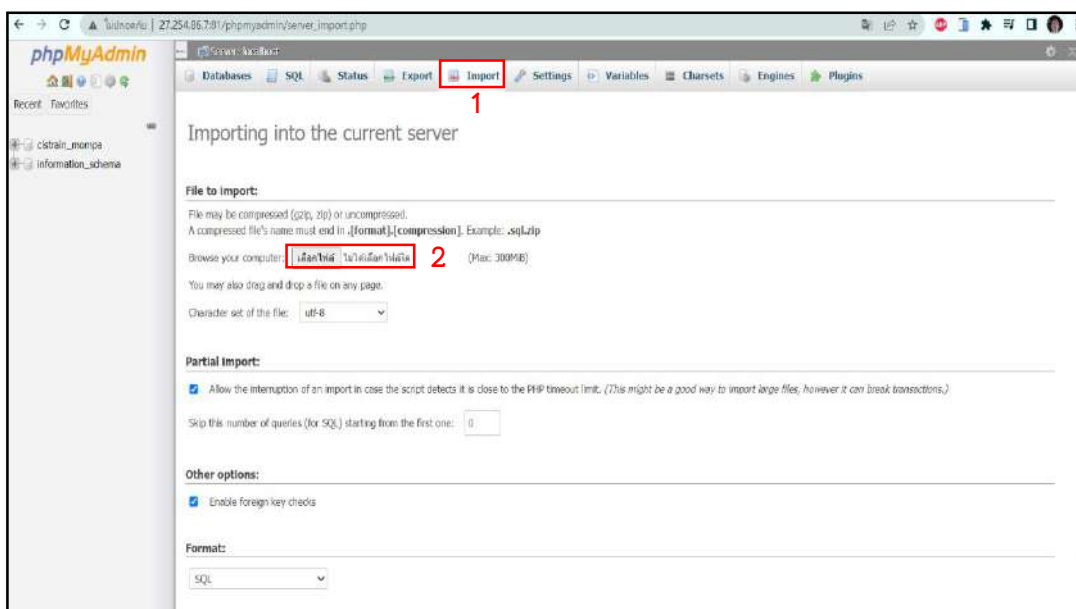 ไม่ปลอดภัย | 27.254.86.7:81/phpmyadmin/server_import.php
phpMyAdmin
Server: localhost
Databases SQL Status Export Import Settings Variables Charsets Engines Plugins
1
Recent Favorites
cistrain_mompa
information_schema
Importing into the current server
File to import:
File may be compressed (gzip, zip) or uncompressed.
A compressed file's name must end in .[format].[compression]. Example: .sql.zip
Browse your computer: เลือกไฟล์ ไม่ได้เลือกไฟล์ใด 2 (Max: 300MiB)
You may also drag and drop a file on any page.
Character set of the file: utf-8
Partial import:
Allow the interruption of an import in case the script detects it is close to the PHP timeout limit. (This might be a good way to import large files, however it can break transactions.)
Skip this number of queries (for SQL) starting from the first one: 0
Other options:
Enable foreign key checks
Format:
SQL